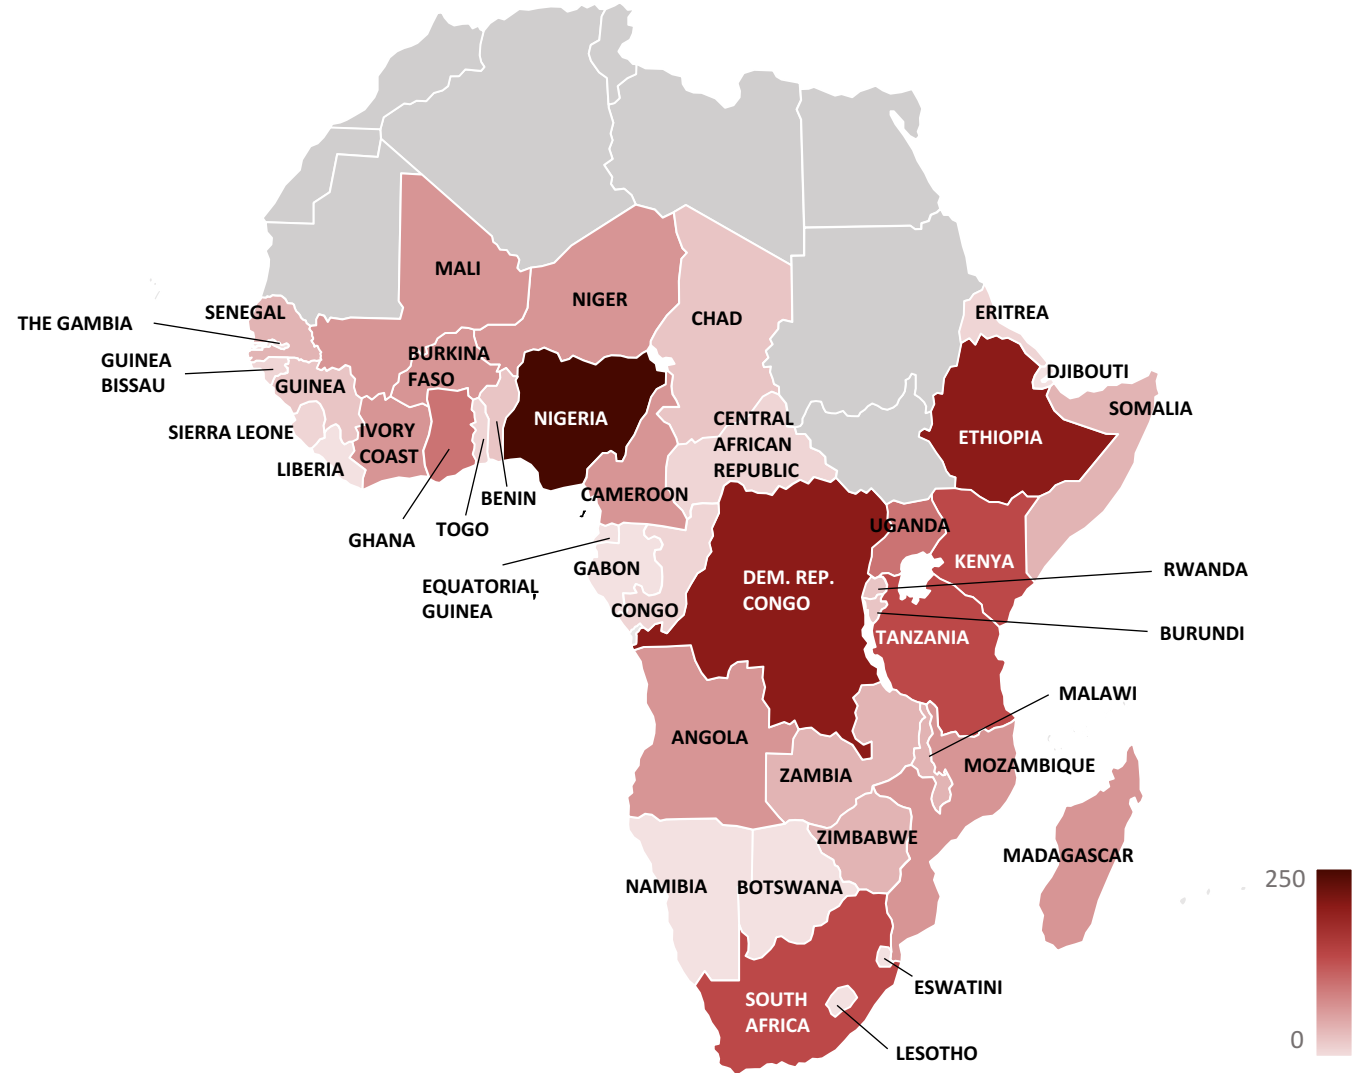 MALI
NIGER
CHAD
SENEGAL
THE GAMBIA
GUINEA
BISSAU
GUINEA
BURKINA
FASO
ERITREA
DJIBOUTI
SOMALIA
SIERRA LEONE
LIBERIA
IVORY
COAST
NIGERIA
CENTRAL
AFRICAN
REPUBLIC
ETHIOPIA
GHANA
TOGO
BENIN
CAMEROON
UGANDA
KENYA
EQUATORIAL
GUINEA
GABON
CONGO
DEM. REP.
CONGO
RWANDA
BURUNDI
TANZANIA
MALAWI
ANGOLA
ZAMBIA
MOZAMBIQUE
ZIMBABWE
MADAGASCAR
NAMIBIA
BOTSWANA
250
0
ESWATINI
SOUTH
AFRICA
LESOTHO